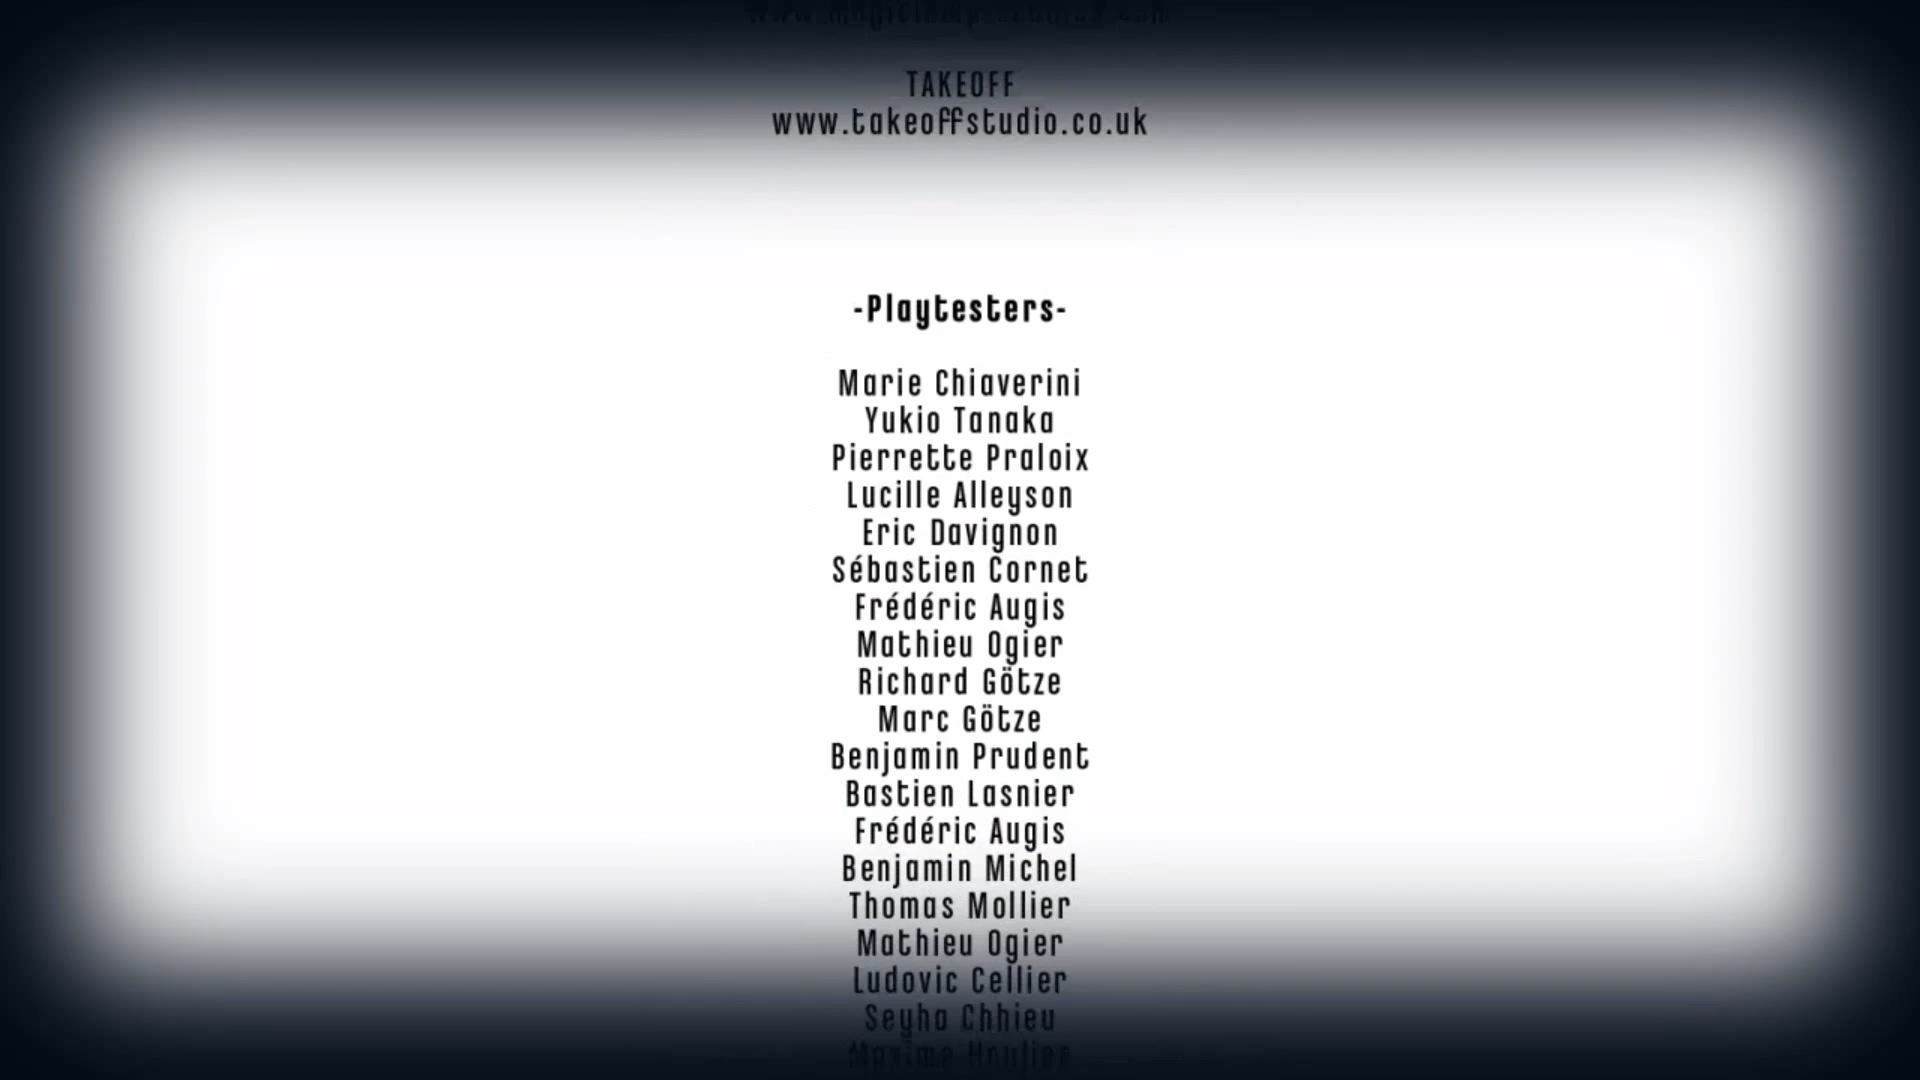 TAKEOFF
www.takeoffstudio.co.uk
-Playtesters-
Marie Chiaverini
Yukio Tanaka
Pierrette Praloix
Lucille Alleyson
Eric Davignon
Sébastien Cornet
Frédéric Augis
Mathieu Ogier
Richard Götze
Marc Götze
Benjamin Prudent
Bastien Lasnier
Frédéric Augis
Benjamin Michel
Thomas Mollier
Mathieu Ogier
Ludovic Cellier
Seyha Chhieu
Maxime